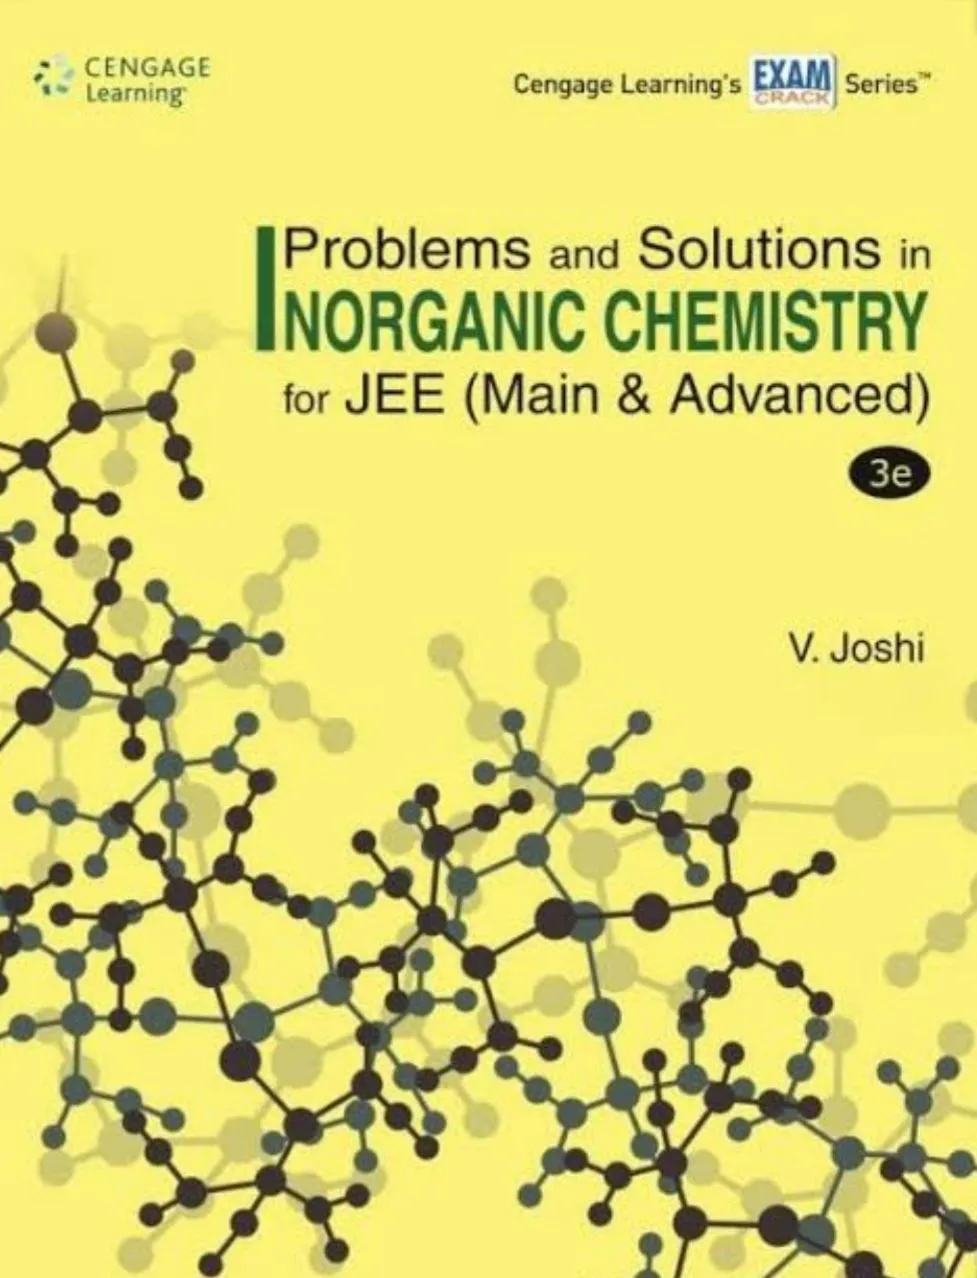 CENGAGE
Learning
Cengage Learning's EXAM CRACK Series™
Problems and Solutions in
INORGANIC CHEMISTRY
for JEE (Main & Advanced)
3e
V. Joshi